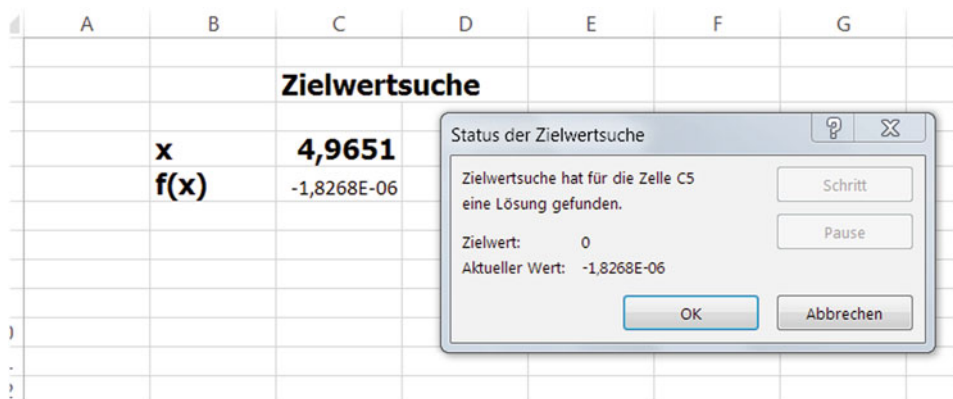 A B C D E F G
Zielwertsuche
x 4,9651
f(x) -1,8268E-06
Status der Zielwertsuche
Zielwertsuche hat für die Zelle C5
eine Lösung gefunden.
Zielwert: 0
Aktueller Wert: -1,8268E-06
Schritt
Pause
OK Abbrechen